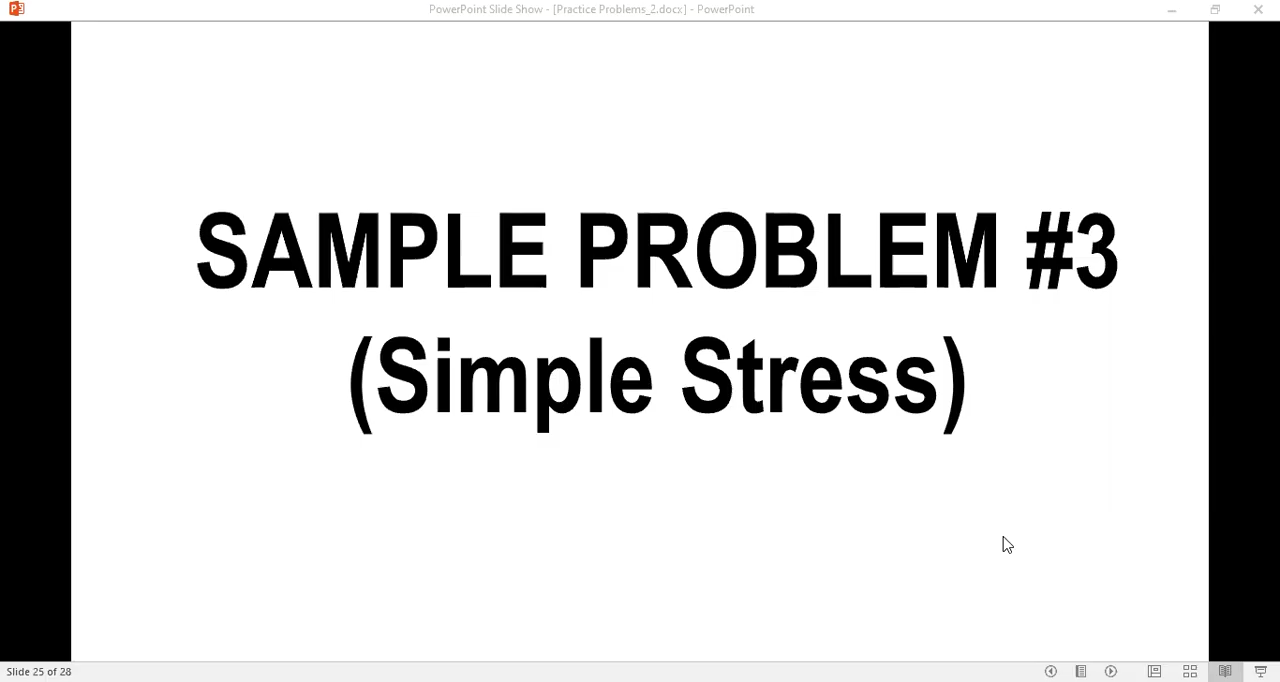 PowerPoint Slide Show - [Practice Problems_2.docx] - PowerPoint
SAMPLE PROBLEM #3
(Simple Stress)
Slide 25 of 28